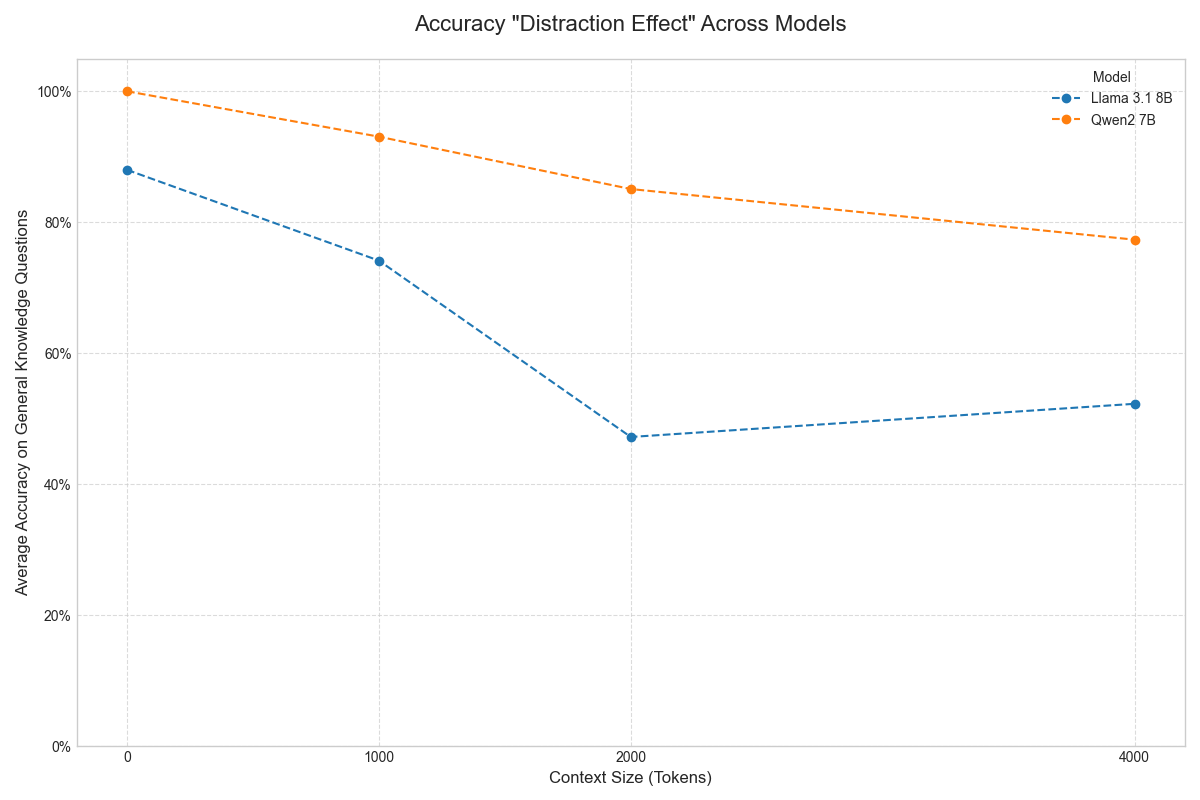 Accuracy "Distraction Effect" Across Models
Model
Llama 3.1 8B
Qwen2 7B
Average Accuracy on General Knowledge Questions
100%
80%
60%
40%
20%
0%
0
1000
2000
4000
Context Size (Tokens)